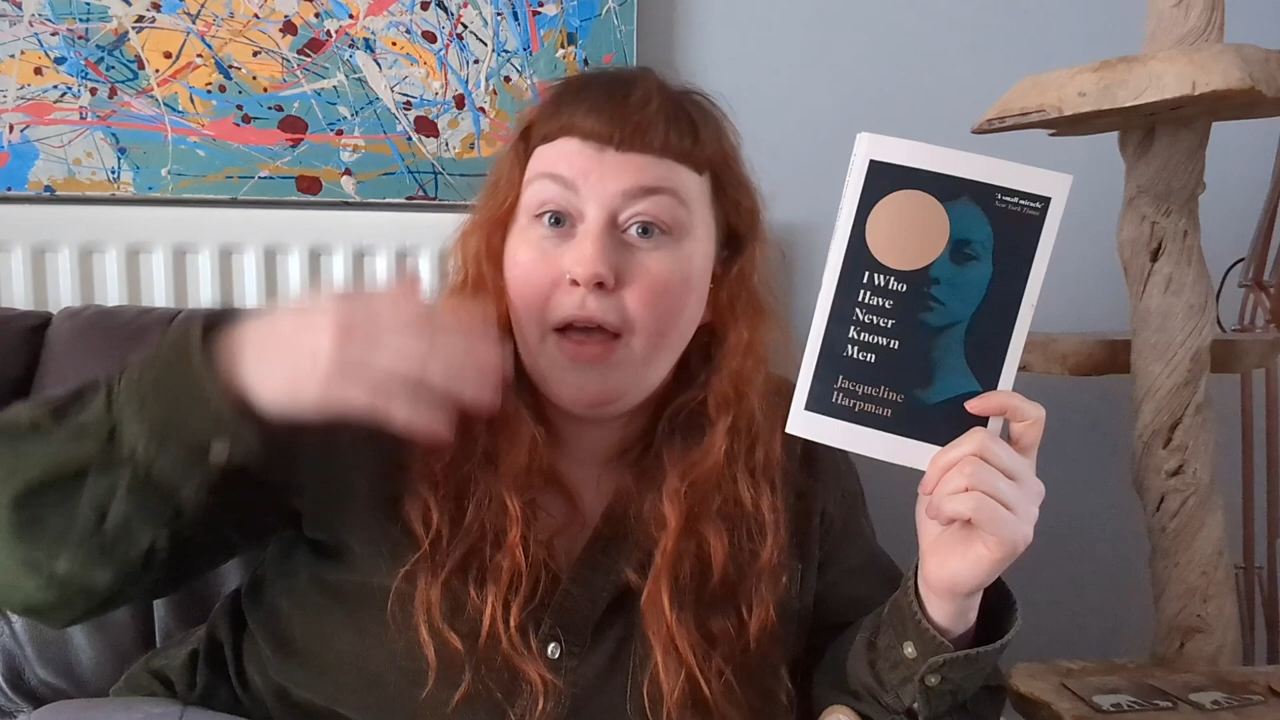 'A small miracle'
New York Times
I Who
Have
Never
Known
Men
Jacqueline
Harpman